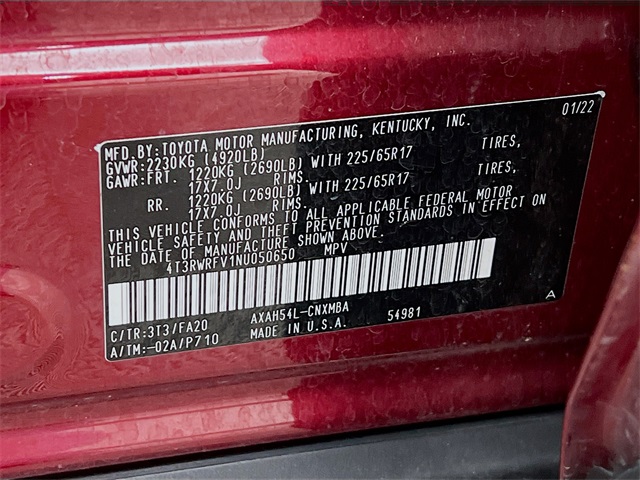 MFD.BY:TOYOTA MOTOR MANUFACTURING, KENTUCKY, INC. 01/22
GVWR:2230KG (4920LB)
GAWR:FRT. 1220KG (2690LB) WITH 225/65R17 TIRES,
17X7.0J RIMS.
RR. 1220KG (2690LB) WITH 225/65R17 TIRES,
17X7.0J RIMS.
THIS VEHICLE CONFORMS TO ALL APPLICABLE FEDERAL MOTOR
VEHICLE SAFETY AND THEFT PREVENTION STANDARDS IN EFFECT ON
THE DATE OF MANUFACTURE SHOWN ABOVE.
4T3RWRFV1NU050650 MPV
C/TR:3T3/FA20 AXAH54L-CNXMBA 54981 A
A/TM:-02A/P710 MADE IN U.S.A.